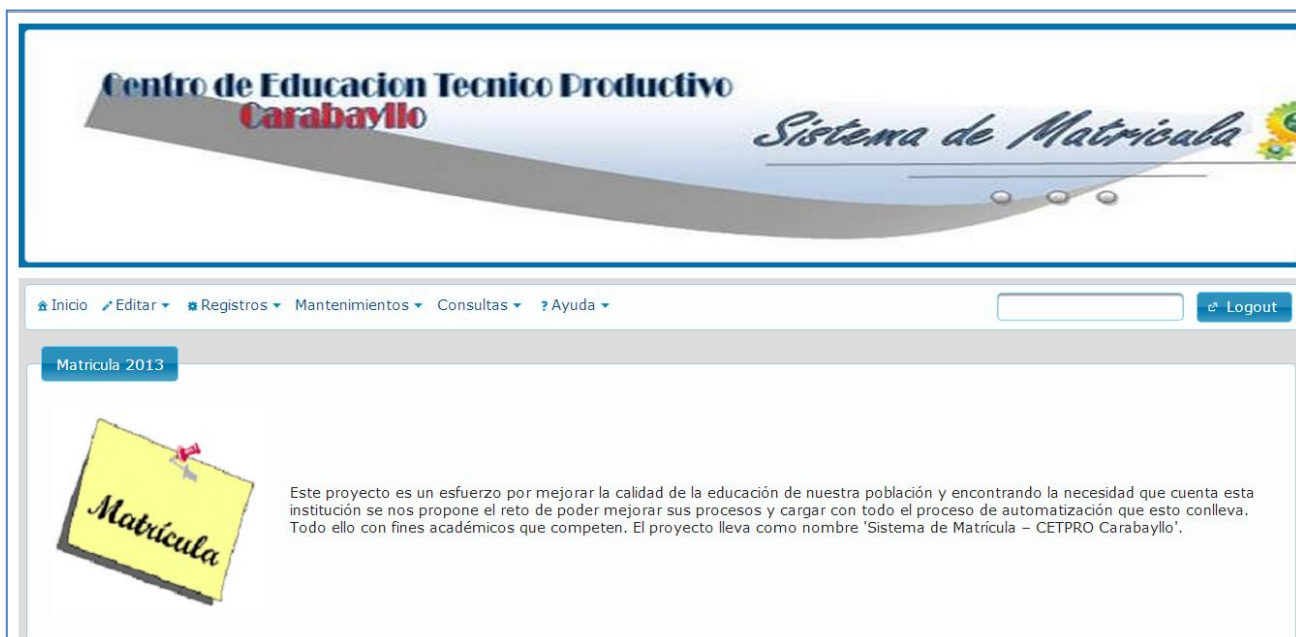 Centro de Educacion Tecnico Productivo
Carabayllo
Sistema de Matricula
Inicio Editar Registros Mantenimientos Consultas ? Ayuda Logout
Matricula 2013
Matrícula
Este proyecto es un esfuerzo por mejorar la calidad de la educación de nuestra población y encontrando la necesidad que cuenta esta
institución se nos propone el reto de poder mejorar sus procesos y cargar con todo el proceso de automatización que esto conlleva.
Todo ello con fines académicos que competen. El proyecto lleva como nombre 'Sistema de Matrícula – CETPRO Carabayllo'.